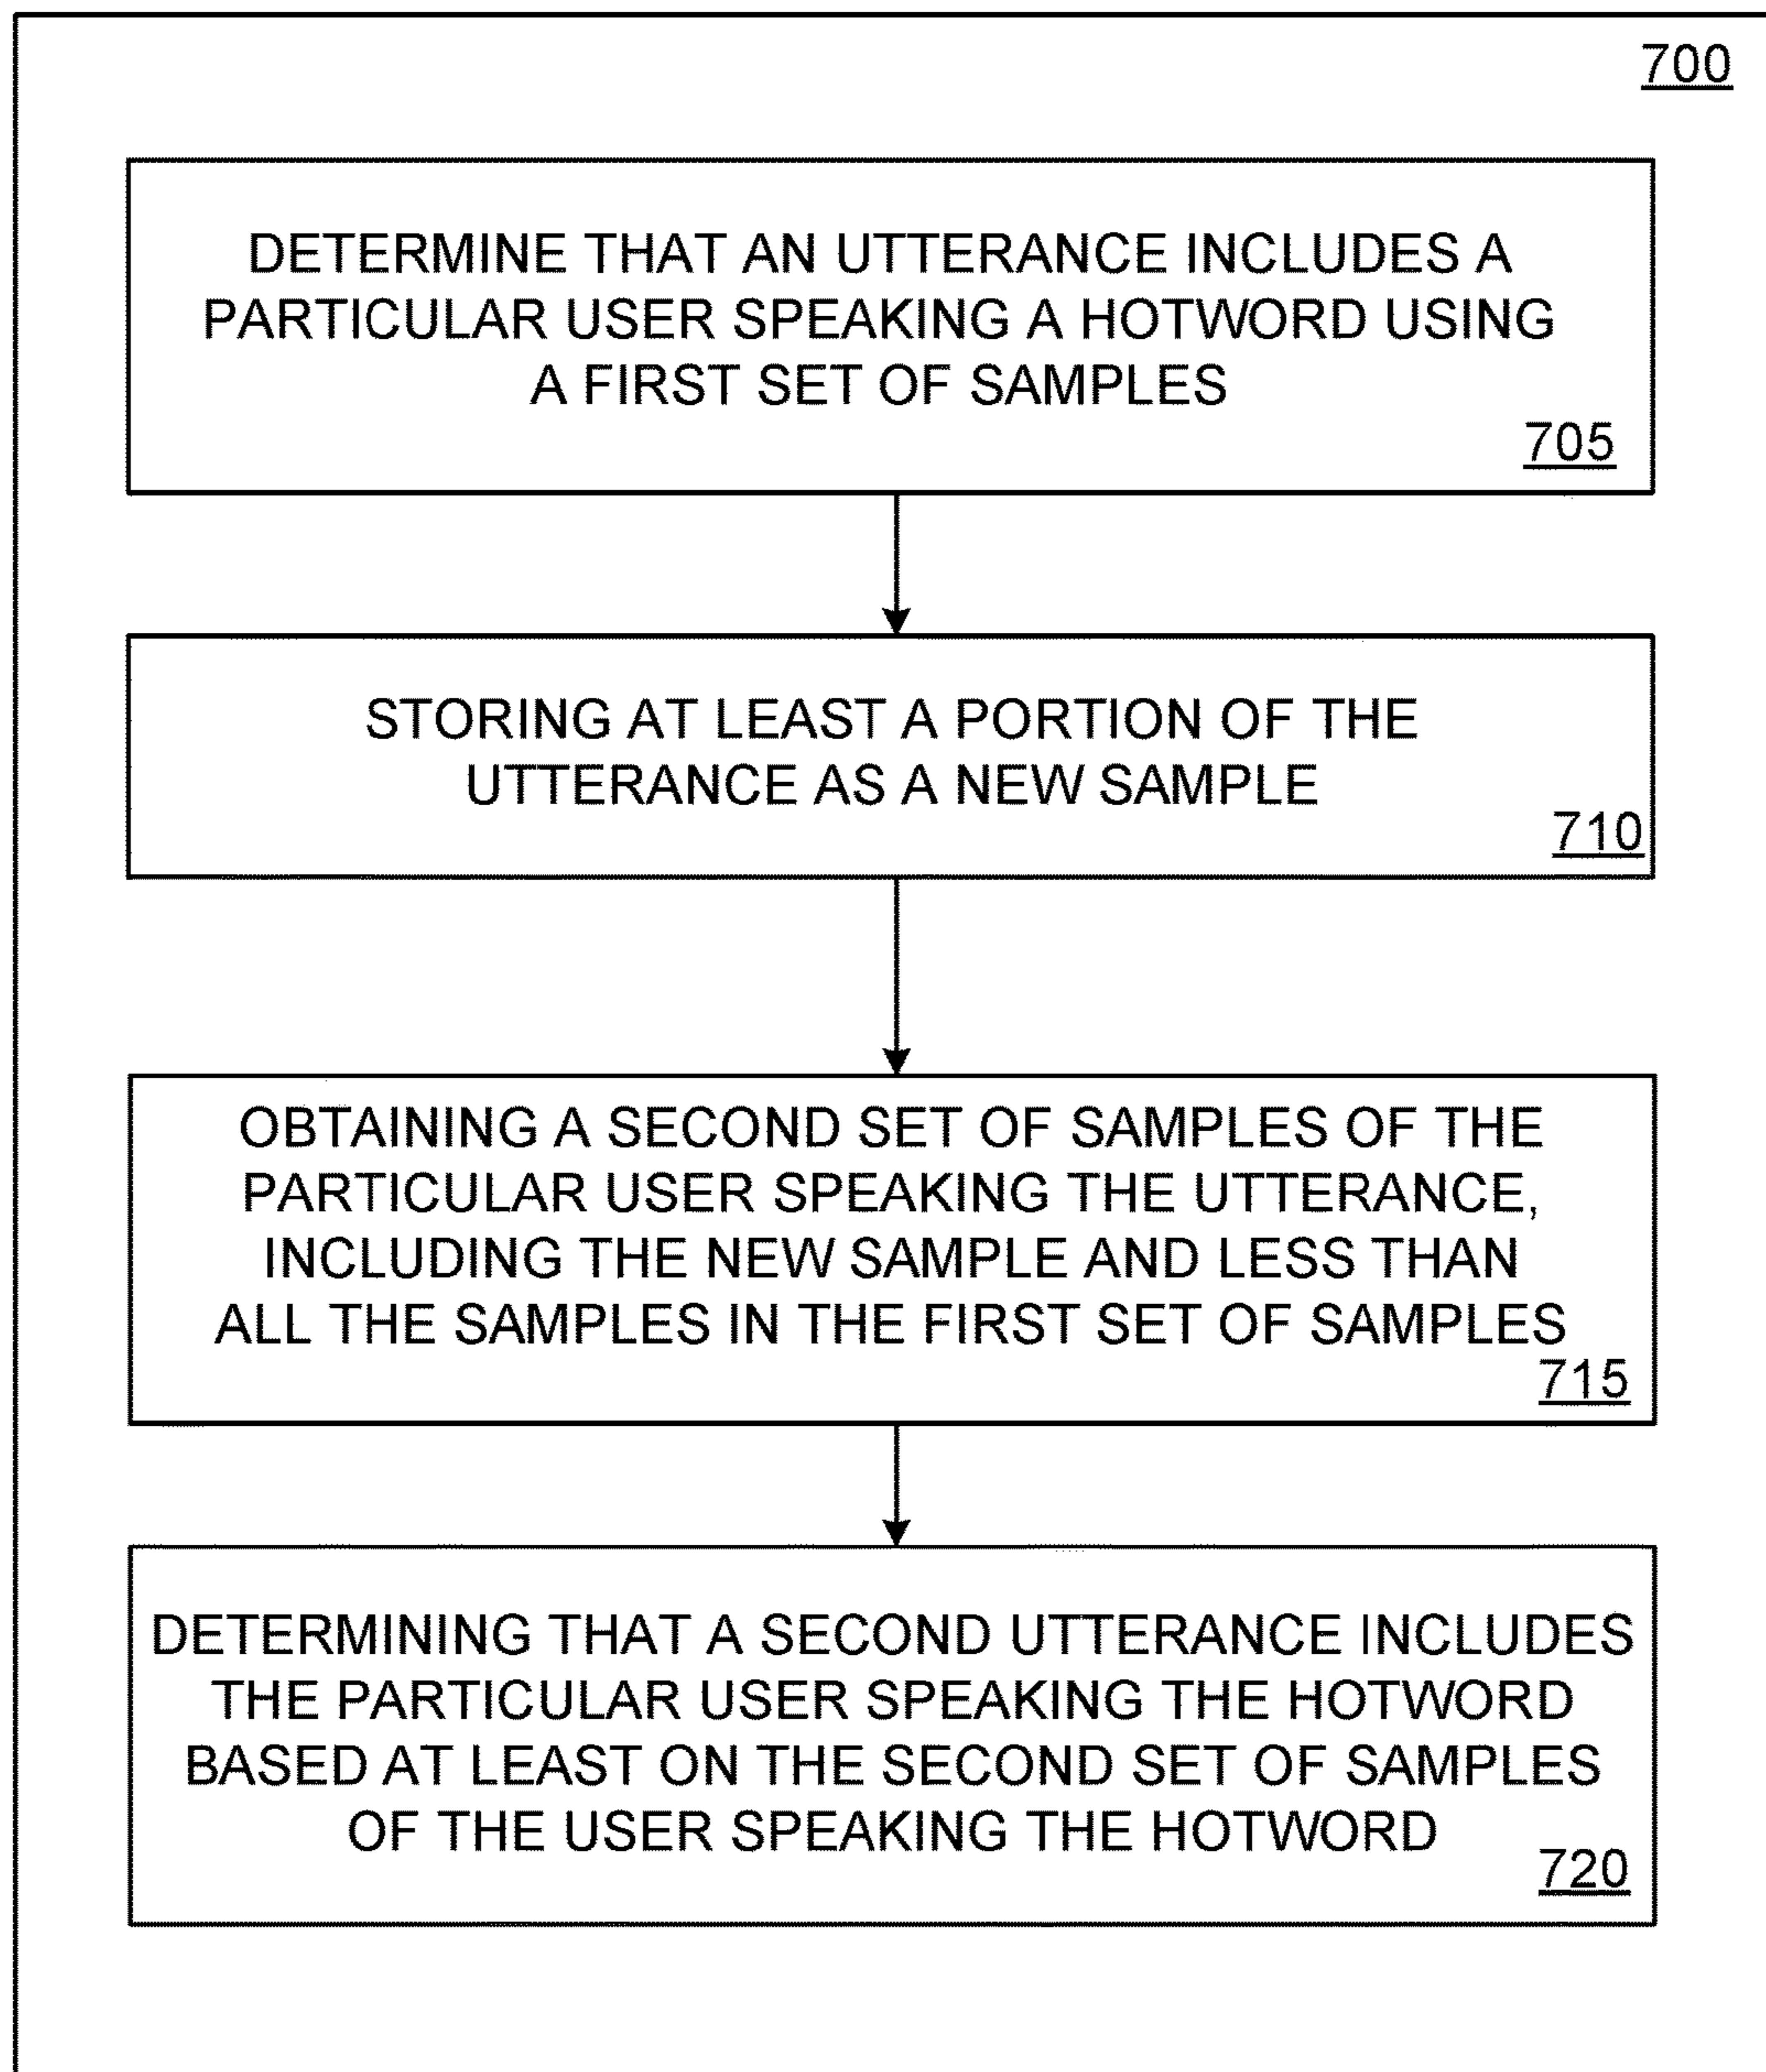 700
DETERMINE THAT AN UTTERANCE INCLUDES A
PARTICULAR USER SPEAKING A HOTWORD USING
A FIRST SET OF SAMPLES
705
STORING AT LEAST A PORTION OF THE
UTTERANCE AS A NEW SAMPLE
710
OBTAINING A SECOND SET OF SAMPLES OF THE
PARTICULAR USER SPEAKING THE UTTERANCE,
INCLUDING THE NEW SAMPLE AND LESS THAN
ALL THE SAMPLES IN THE FIRST SET OF SAMPLES
715
DETERMINING THAT A SECOND UTTERANCE INCLUDES
THE PARTICULAR USER SPEAKING THE HOTWORD
BASED AT LEAST ON THE SECOND SET OF SAMPLES
OF THE USER SPEAKING THE HOTWORD
720